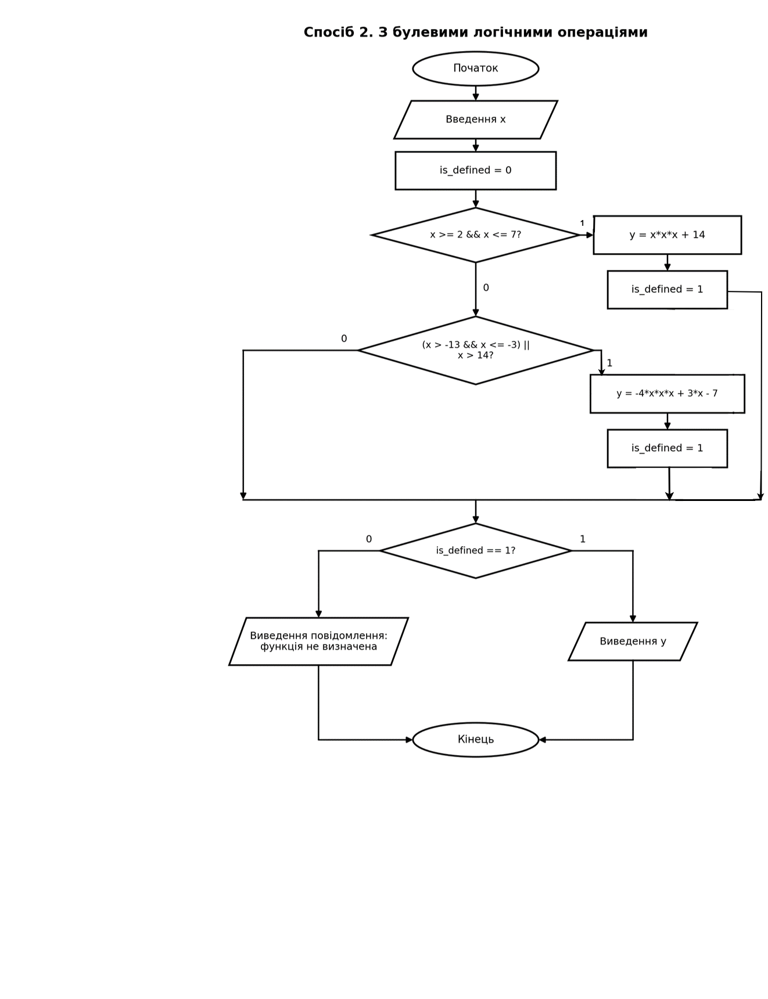 Спосіб 2. З булевими логічними операціями
Початок
Введення x
is_defined = 0
x >= 2 && x <= 7?
1
y = x*x*x + 14
is_defined = 1
0
(x > -13 && x <= -3) ||
x > 14?
0
1
y = -4*x*x*x + 3*x - 7
is_defined = 1
is_defined == 1?
0
1
Виведення повідомлення:
функція не визначена
Виведення y
Кінець